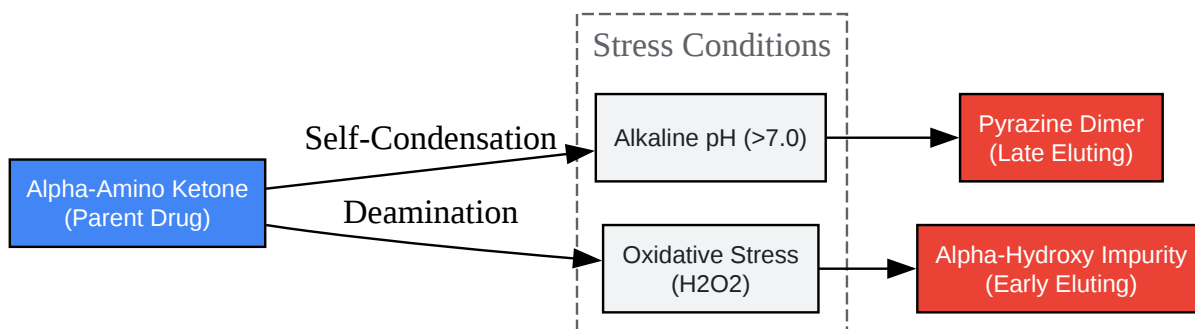 Stress Conditions
Self-Condensation
Alkaline pH (>7.0)
Pyrazine Dimer
(Late Eluting)
Alpha-Amino Ketone
(Parent Drug)
Deamination
Oxidative Stress
(H2O2)
Alpha-Hydroxy Impurity
(Early Eluting)